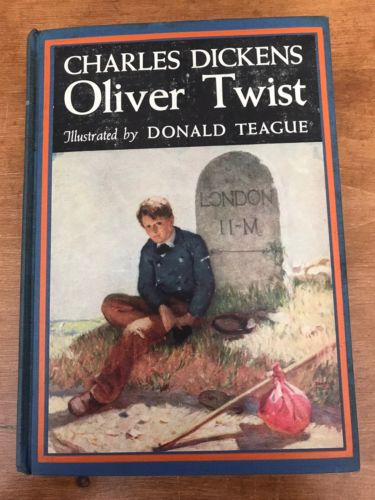 CHARLES DICKENS
Oliver Twist
Illustrated by DONALD TEAGUE
LONDON
11-M